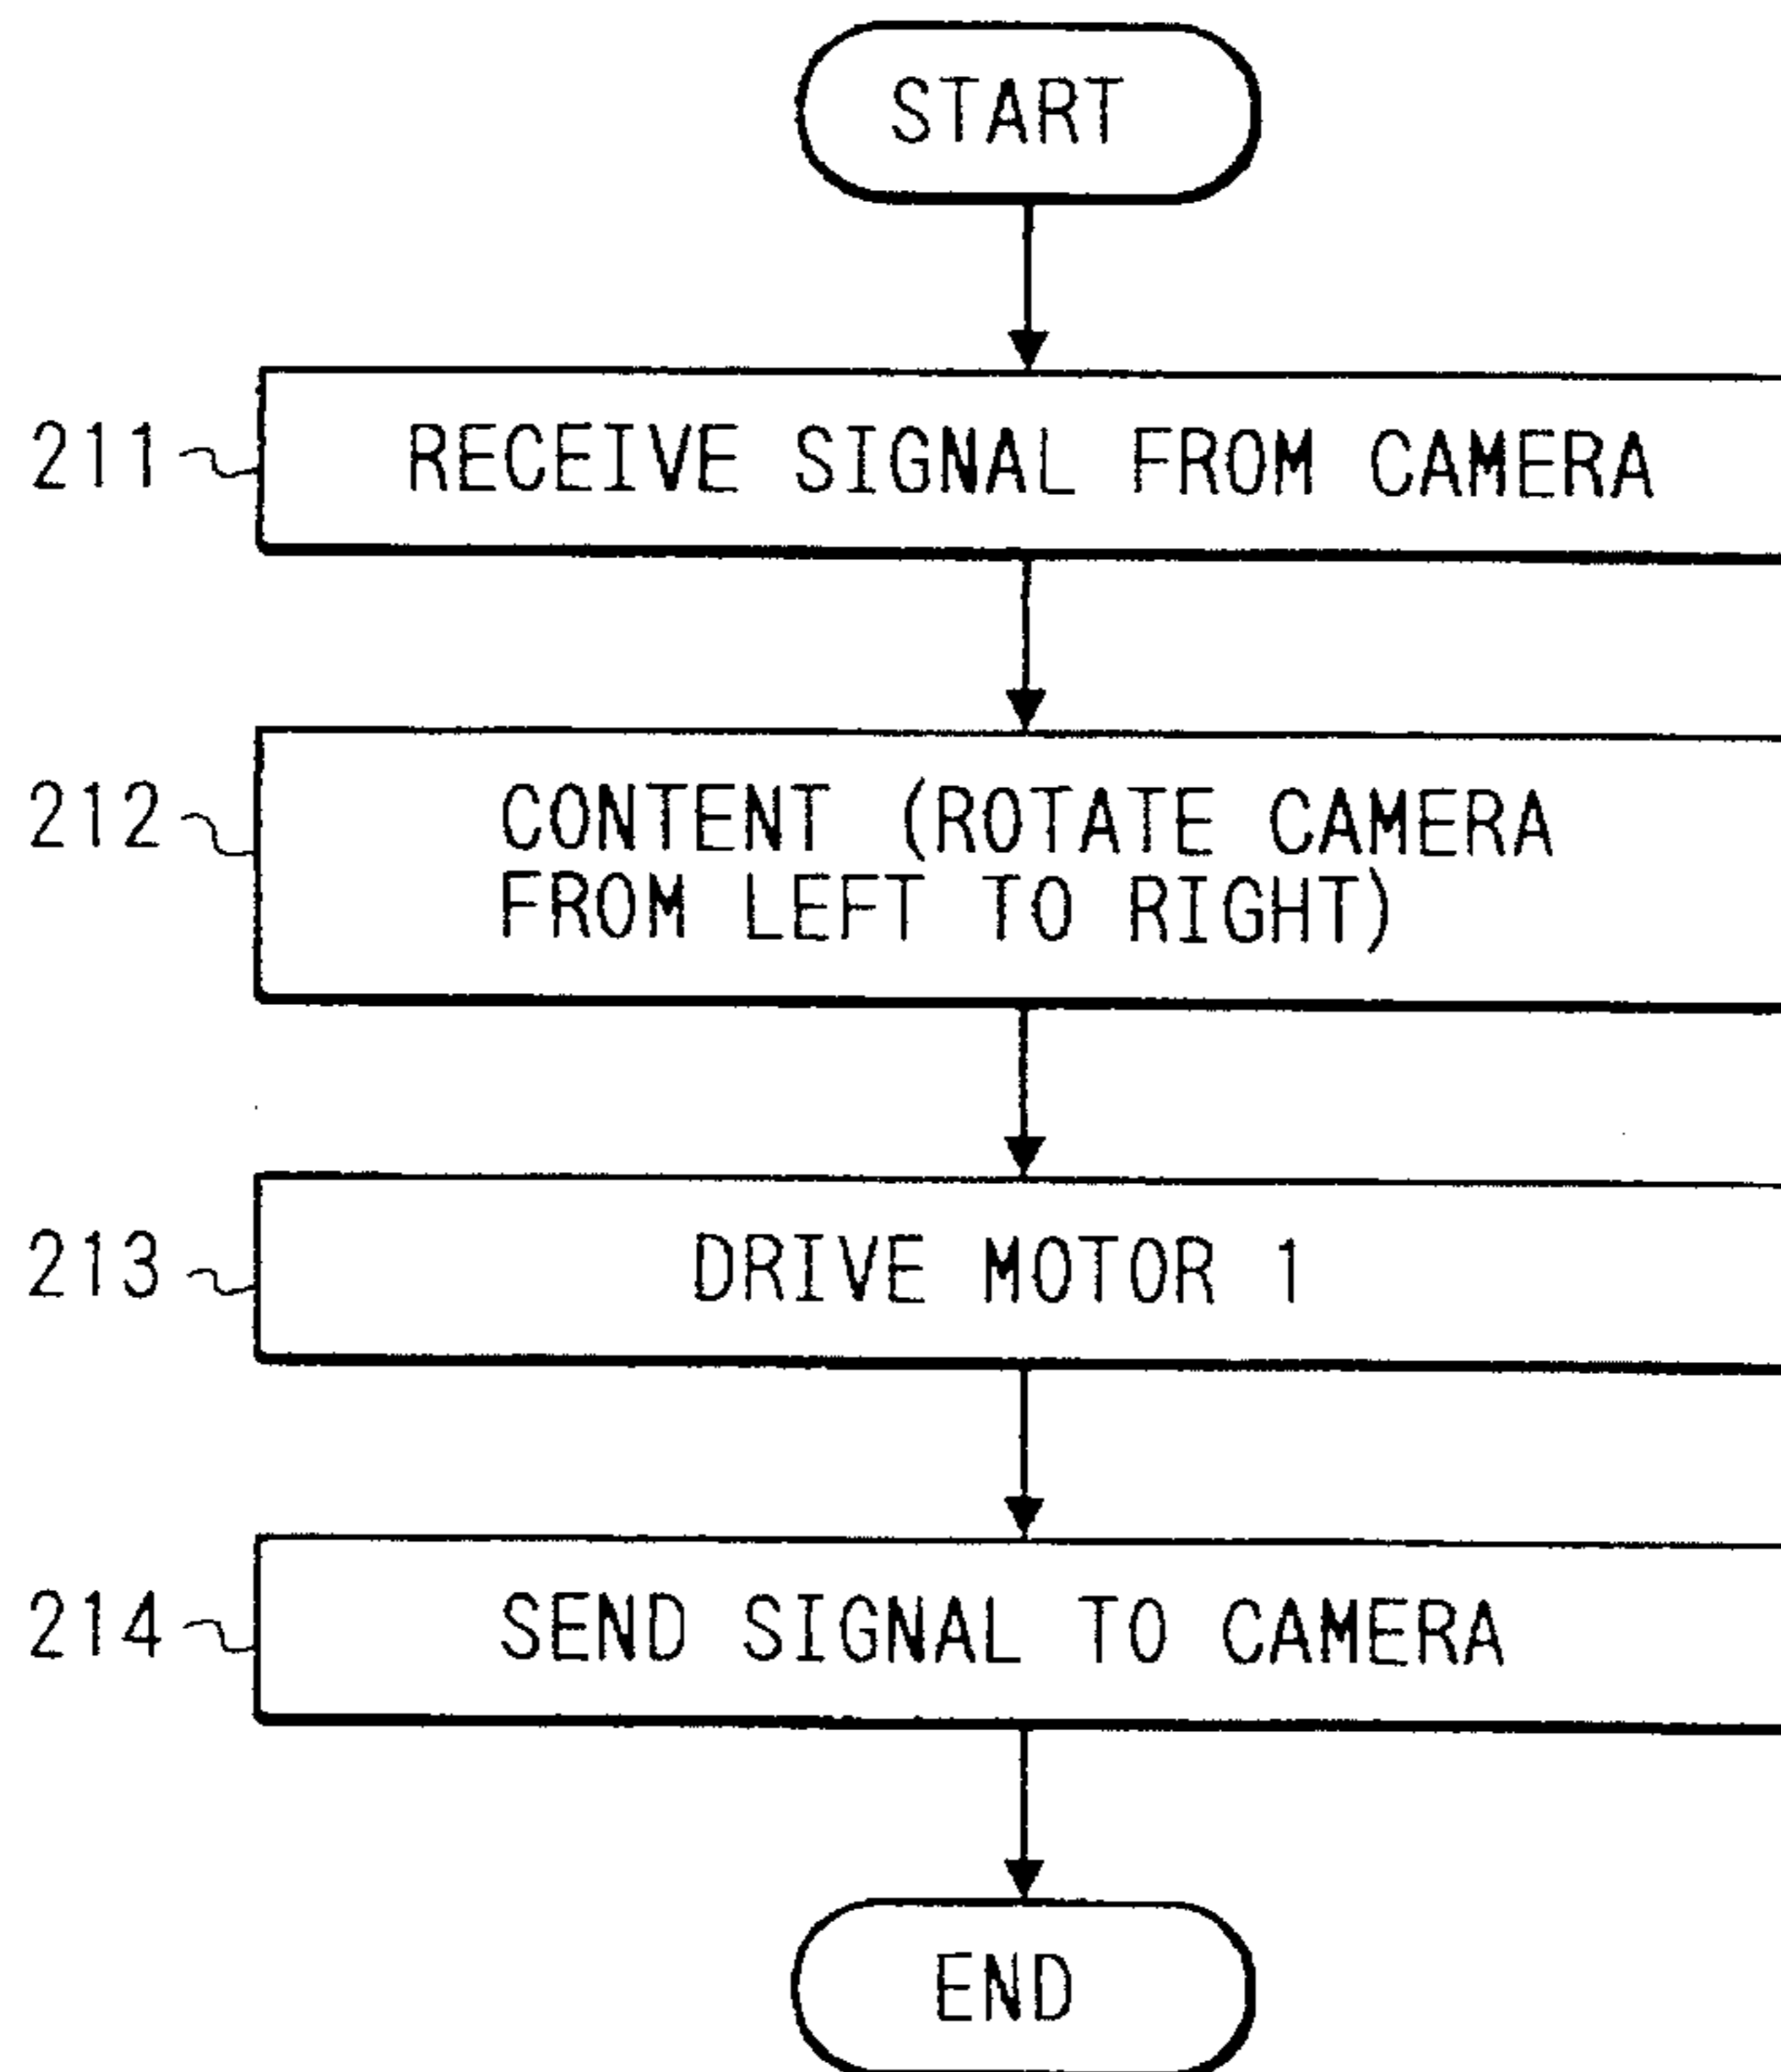 START
211
RECEIVE SIGNAL FROM CAMERA
212
CONTENT (ROTATE CAMERA
FROM LEFT TO RIGHT)
213
DRIVE MOTOR 1
214
SEND SIGNAL TO CAMERA
END